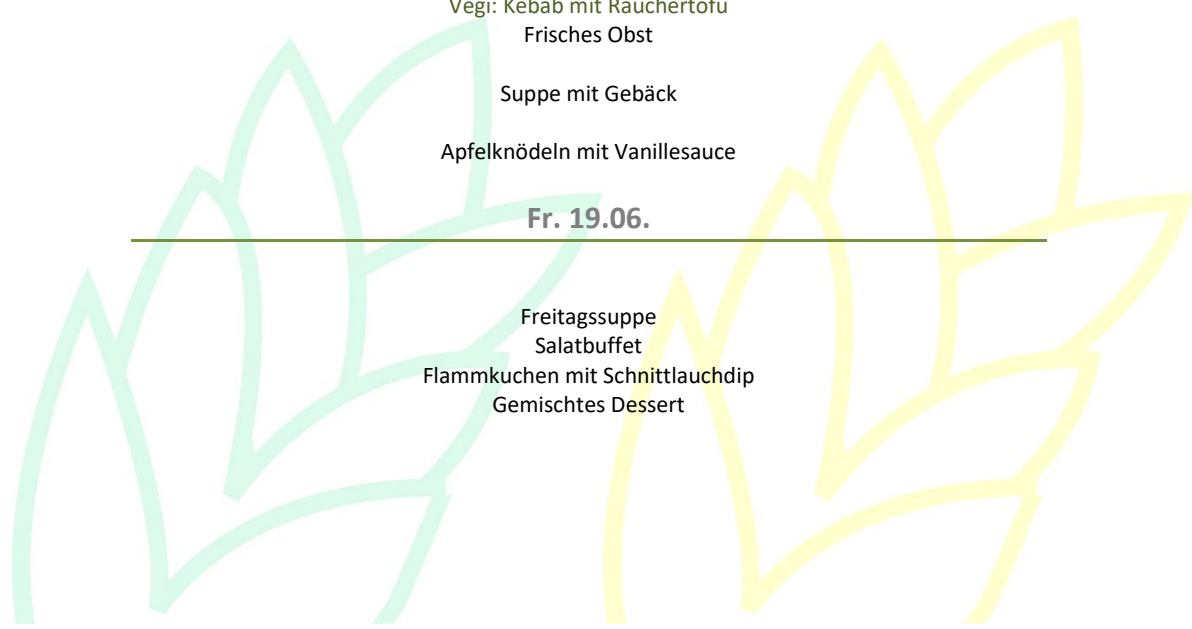 Vegi: Kebab mit Räuchertofu
Frisches Obst
Suppe mit Gebäck
Apfelknödeln mit Vanillesauce
Fr. 19.06.
Freitagssuppe
Salatbuffet
Flammkuchen mit Schnittlauchdip
Gemischtes Dessert